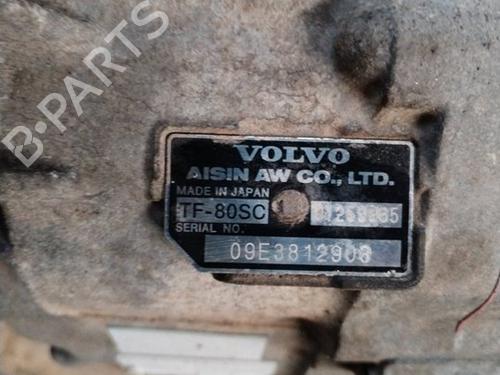 B-PARTS
VOLVO
AISIN AW CO., LTD.
MADE IN JAPAN
TF-80SC
SERIAL NO.
09E3812908